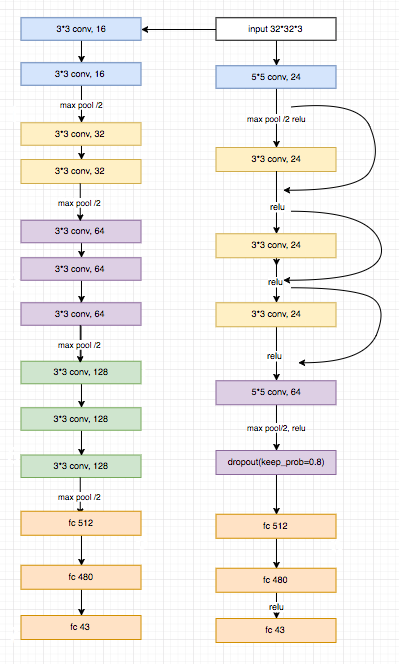 3*3 conv, 16
3*3 conv, 16
max pool /2
3*3 conv, 32
3*3 conv, 32
max pool /2
3*3 conv, 64
3*3 conv, 64
3*3 conv, 64
max pool /2
3*3 conv, 128
3*3 conv, 128
3*3 conv, 128
max pool /2
fc 512
fc 480
fc 43
input 32*32*3
5*5 conv, 24
max pool /2 relu
3*3 conv, 24
relu
3*3 conv, 24
relu
3*3 conv, 24
relu
5*5 conv, 64
max pool/2, relu
dropout(keep_prob=0.8)
fc 512
fc 480
relu
fc 43